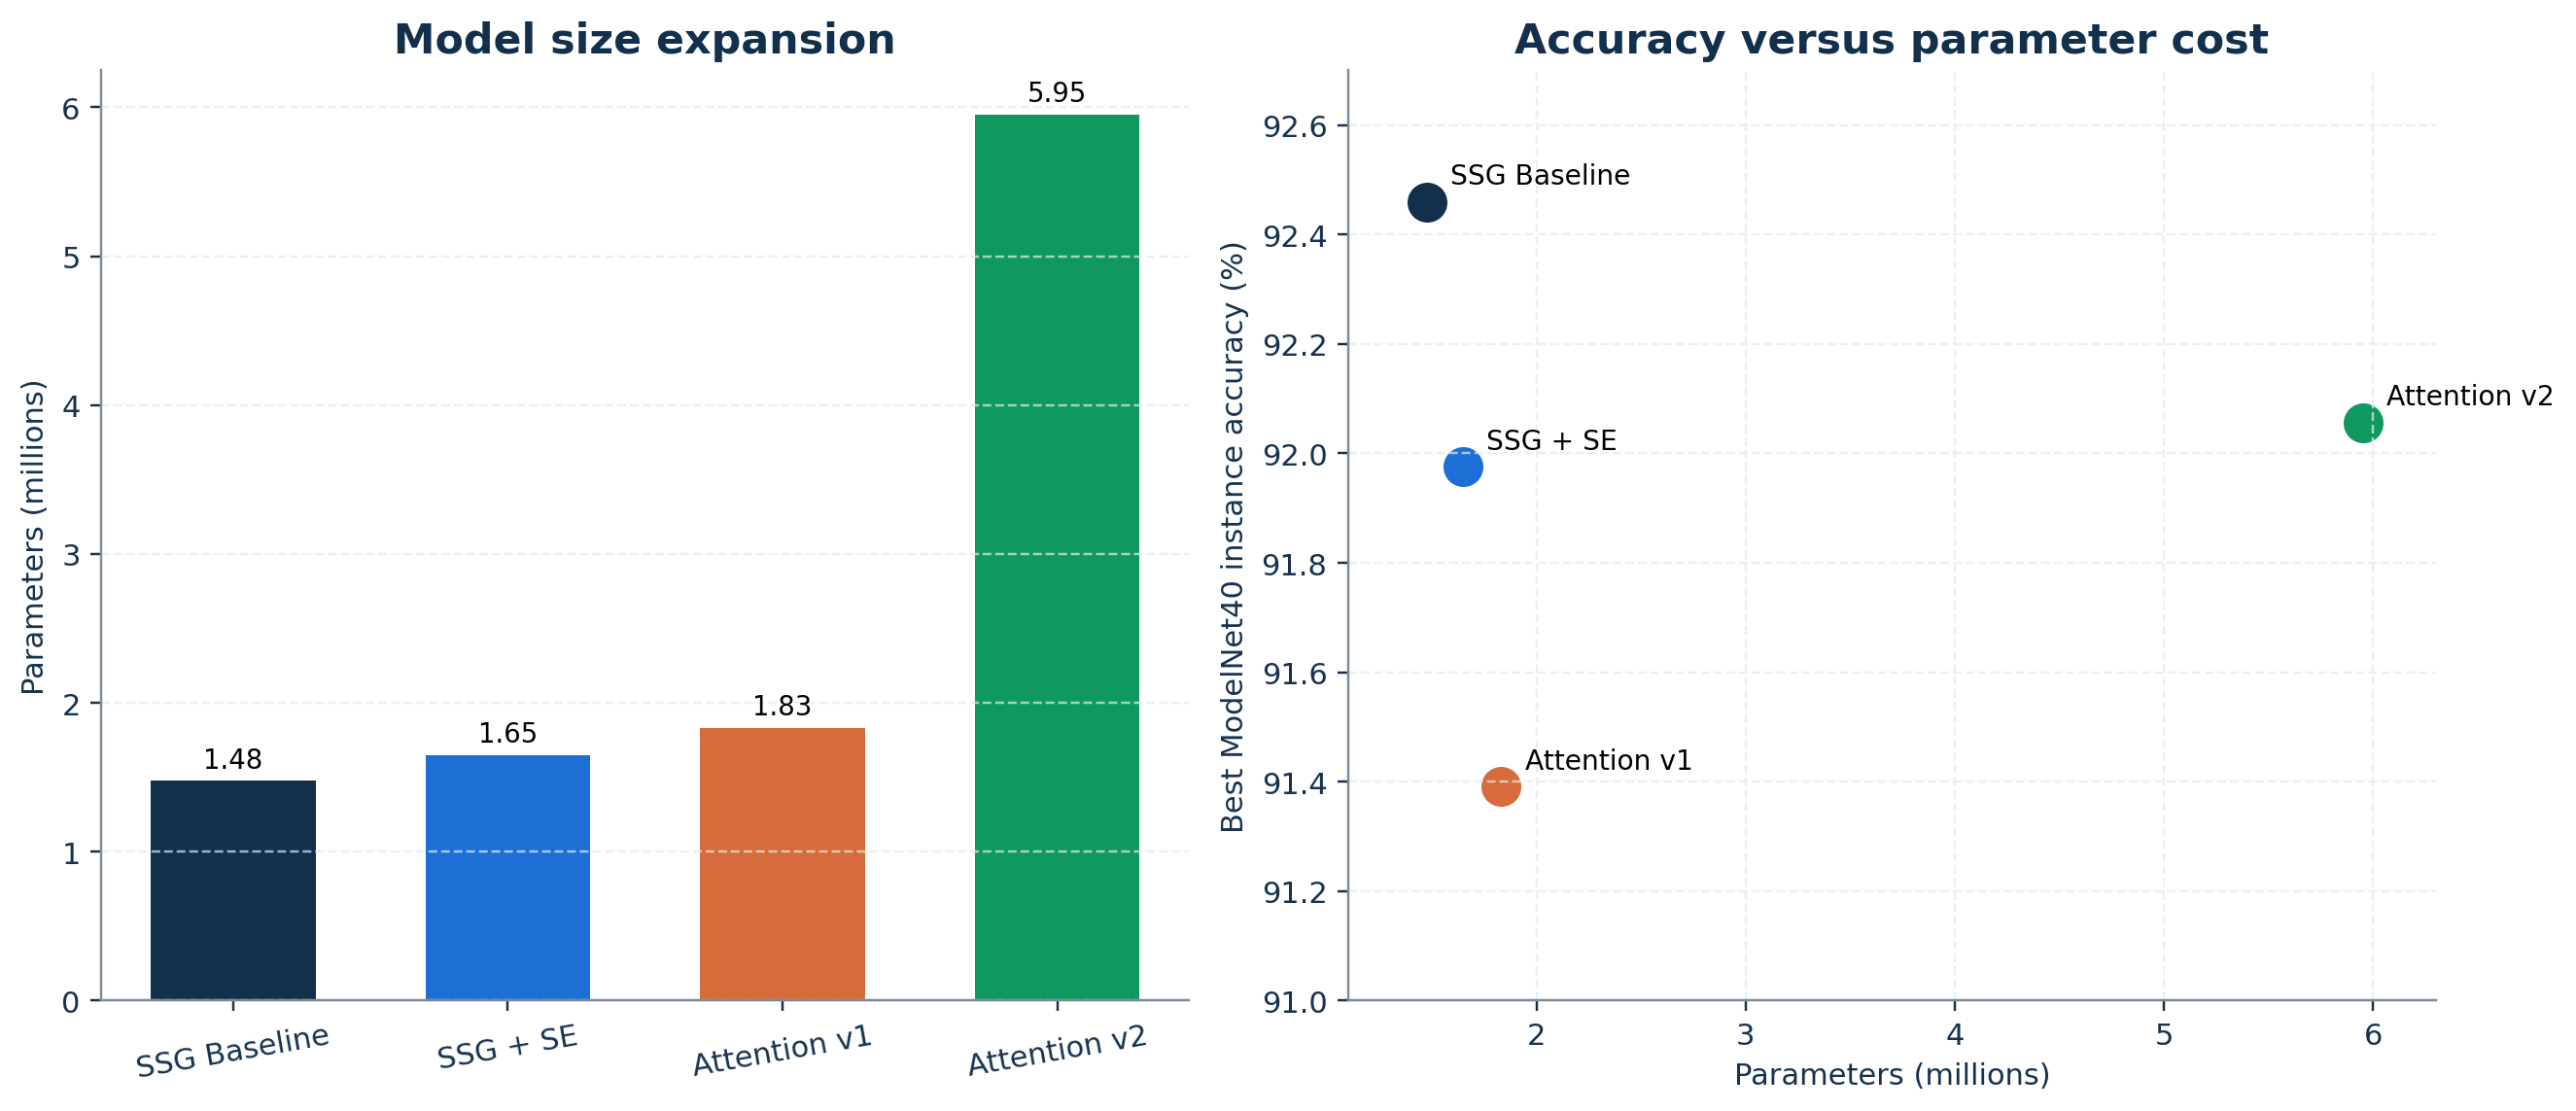 Model size expansion
Parameters (millions)
6
5
4
3
2
1
0
1.48
1.65
1.83
5.95
SSG Baseline
SSG + SE
Attention v1
Attention v2
Accuracy versus parameter cost
Best ModelNet40 instance accuracy (%)
92.6
92.4
92.2
92.0
91.8
91.6
91.4
91.2
91.0
SSG Baseline
Attention v2
SSG + SE
Attention v1
2
3
4
5
6
Parameters (millions)